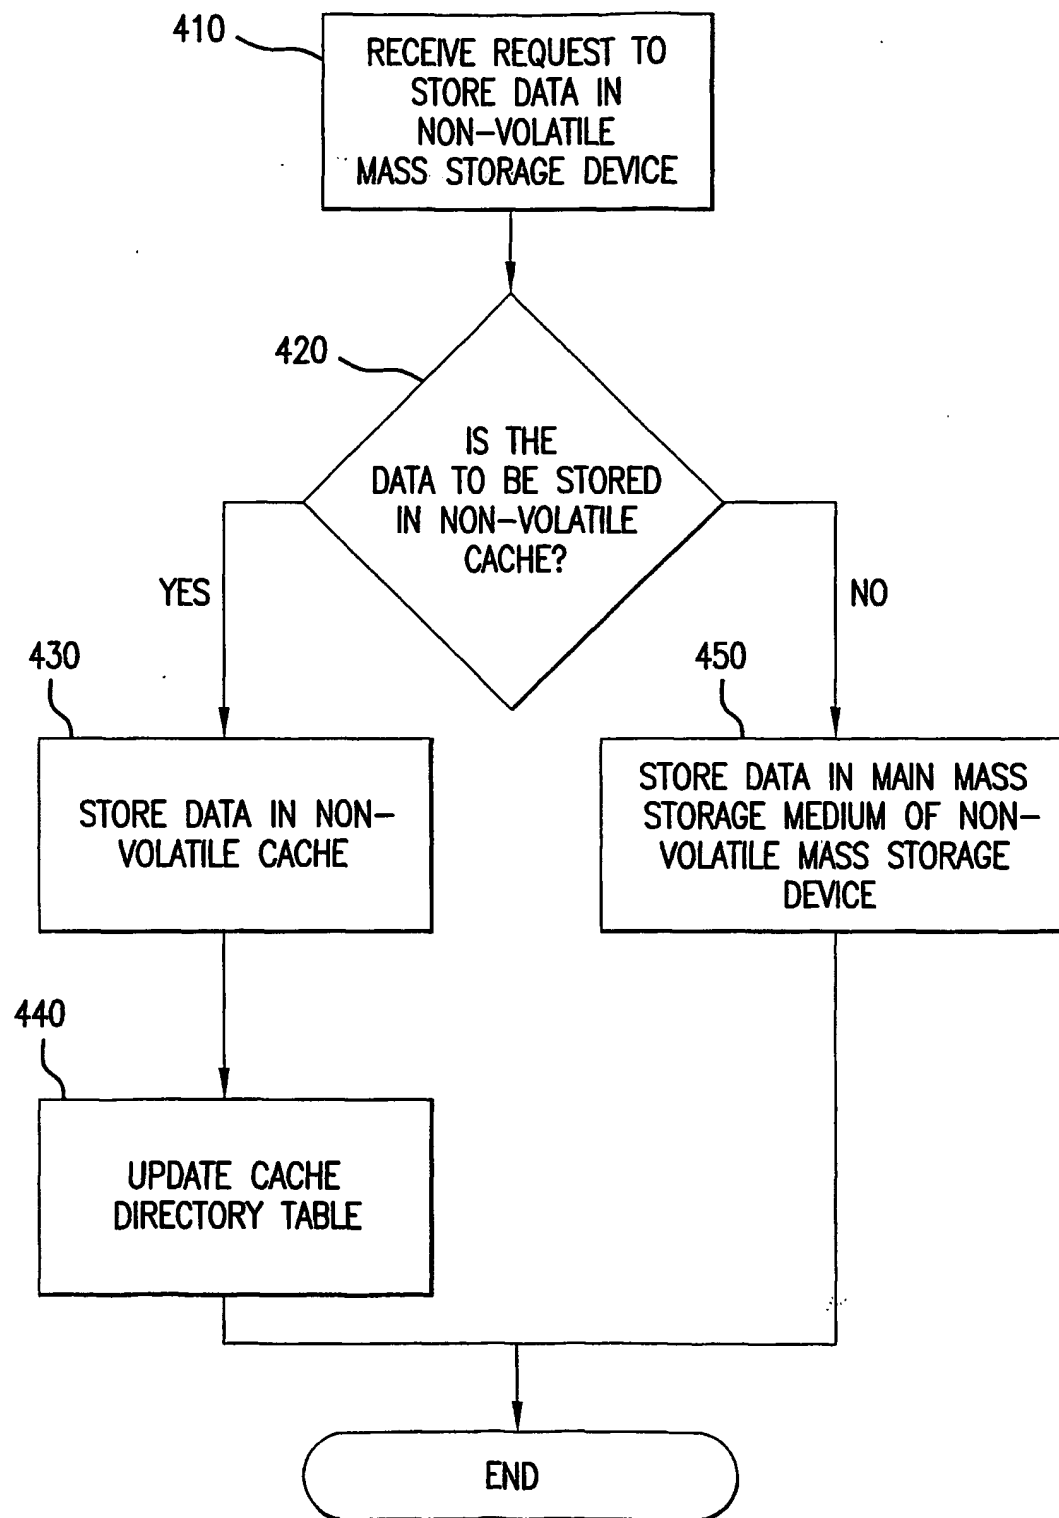 410
RECEIVE REQUEST TO
STORE DATA IN
NON-VOLATILE
MASS STORAGE DEVICE
420
IS THE
DATA TO BE STORED
IN NON-VOLATILE
CACHE?
YES
NO
430
STORE DATA IN NON-
VOLATILE CACHE
450
STORE DATA IN MAIN MASS
STORAGE MEDIUM OF NON-
VOLATILE MASS STORAGE
DEVICE
440
UPDATE CACHE
DIRECTORY TABLE
END